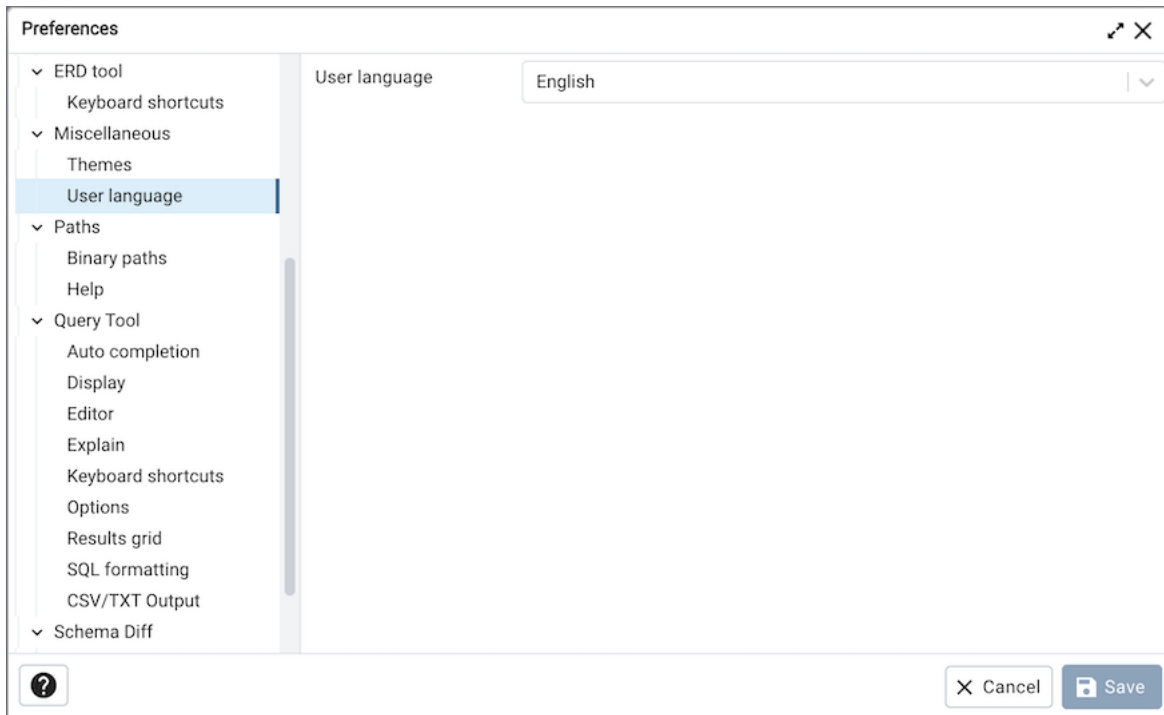 Preferences
ERD tool
Keyboard shortcuts
Miscellaneous
Themes
User language
Paths
Binary paths
Help
Query Tool
Auto completion
Display
Editor
Explain
Keyboard shortcuts
Options
Results grid
SQL formatting
CSV/TXT Output
Schema Diff
User language
English
?
Cancel
Save